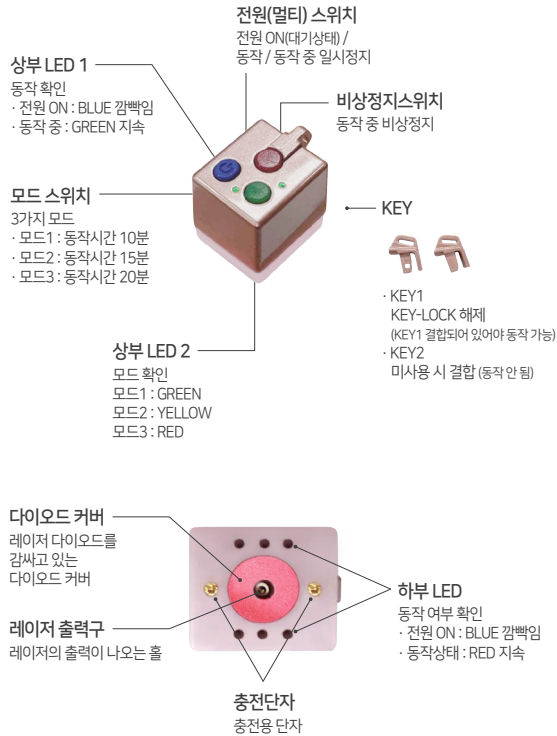 전원(멀티) 스위치
전원 ON(대기상태) /
동작 / 동작 중 일시정지
상부 LED 1
동작 확인
· 전원 ON : BLUE 깜빡임
· 동작 중 : GREEN 지속
비상정지스위치
동작 중 비상정지
모드 스위치
3가지 모드
· 모드1 : 동작시간 10분
· 모드2 : 동작시간 15분
· 모드3 : 동작시간 20분
KEY
· KEY1
KEY-LOCK 해제
(KEY1 결합되어 있어야 동작 가능)
· KEY2
미사용 시 결합 (동작 안 됨)
상부 LED 2
모드 확인
모드1 : GREEN
모드2 : YELLOW
모드3 : RED
다이오드 커버
레이저 다이오드를
감싸고 있는
다이오드 커버
레이저 출력구
레이저의 출력이 나오는 홀
하부 LED
동작 여부 확인
· 전원 ON : BLUE 깜빡임
· 동작상태 : RED 지속
충전단자
충전용 단자